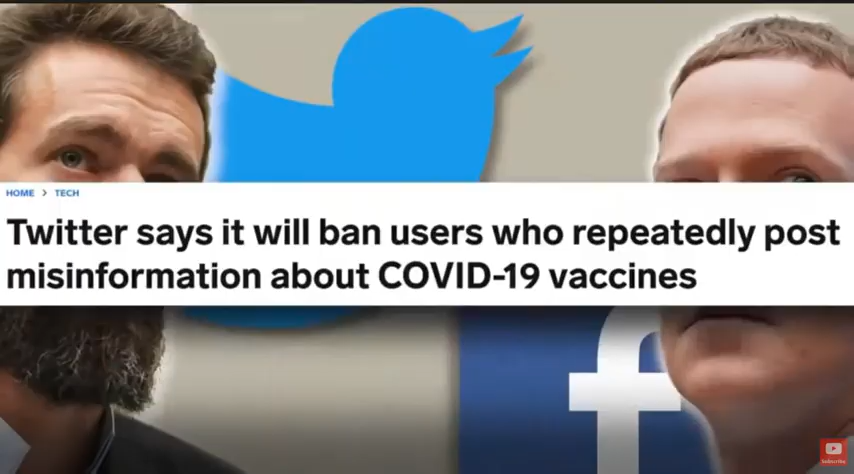 HOME > TECH
Twitter says it will ban users who repeatedly post
misinformation about COVID-19 vaccines
f